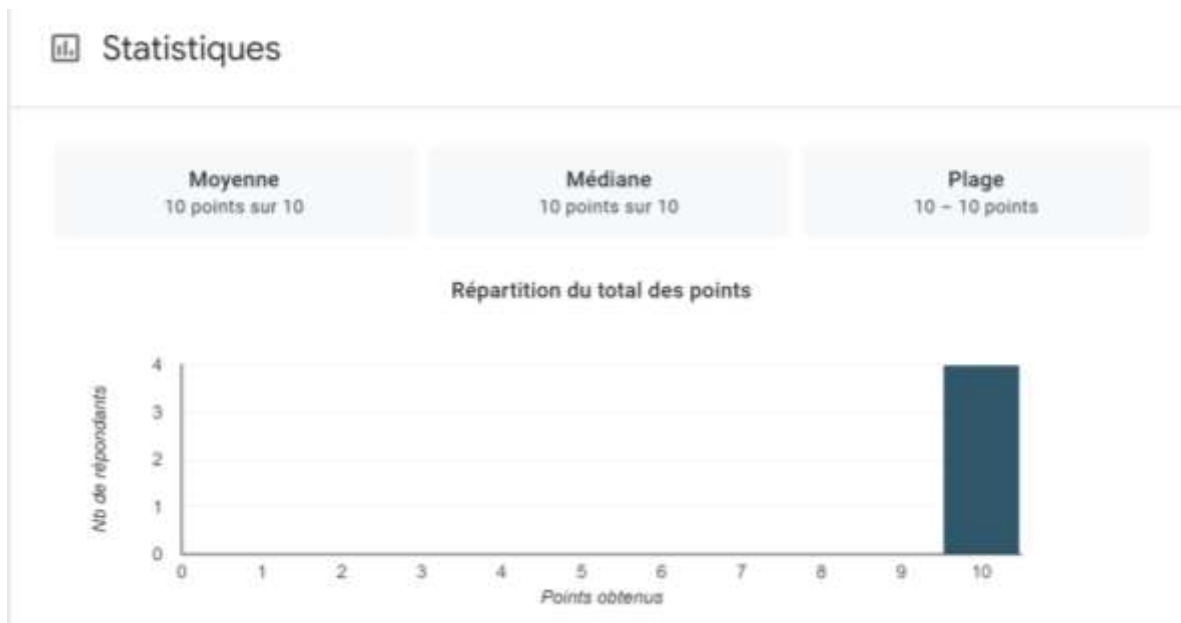 Statistiques
Moyenne
10 points sur 10
Médiane
10 points sur 10
Plage
10 – 10 points
Répartition du total des points
Nb de répondants
4
3
2
1
0
0 1 2 3 4 5 6 7 8 9 10
Points obtenus